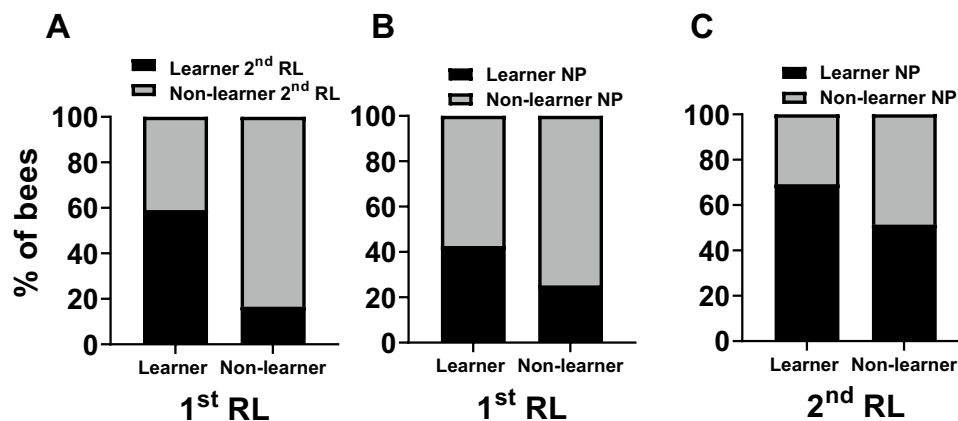 A
Learner 2nd RL
Non-learner 2nd RL
% of bees
100
80
60
40
20
0
Learner Non-learner
1st RL
B
Learner NP
Non-learner NP
100
80
60
40
20
0
Learner Non-learner
1st RL
C
Learner NP
Non-learner NP
100
80
60
40
20
0
Learner Non-learner
2nd RL